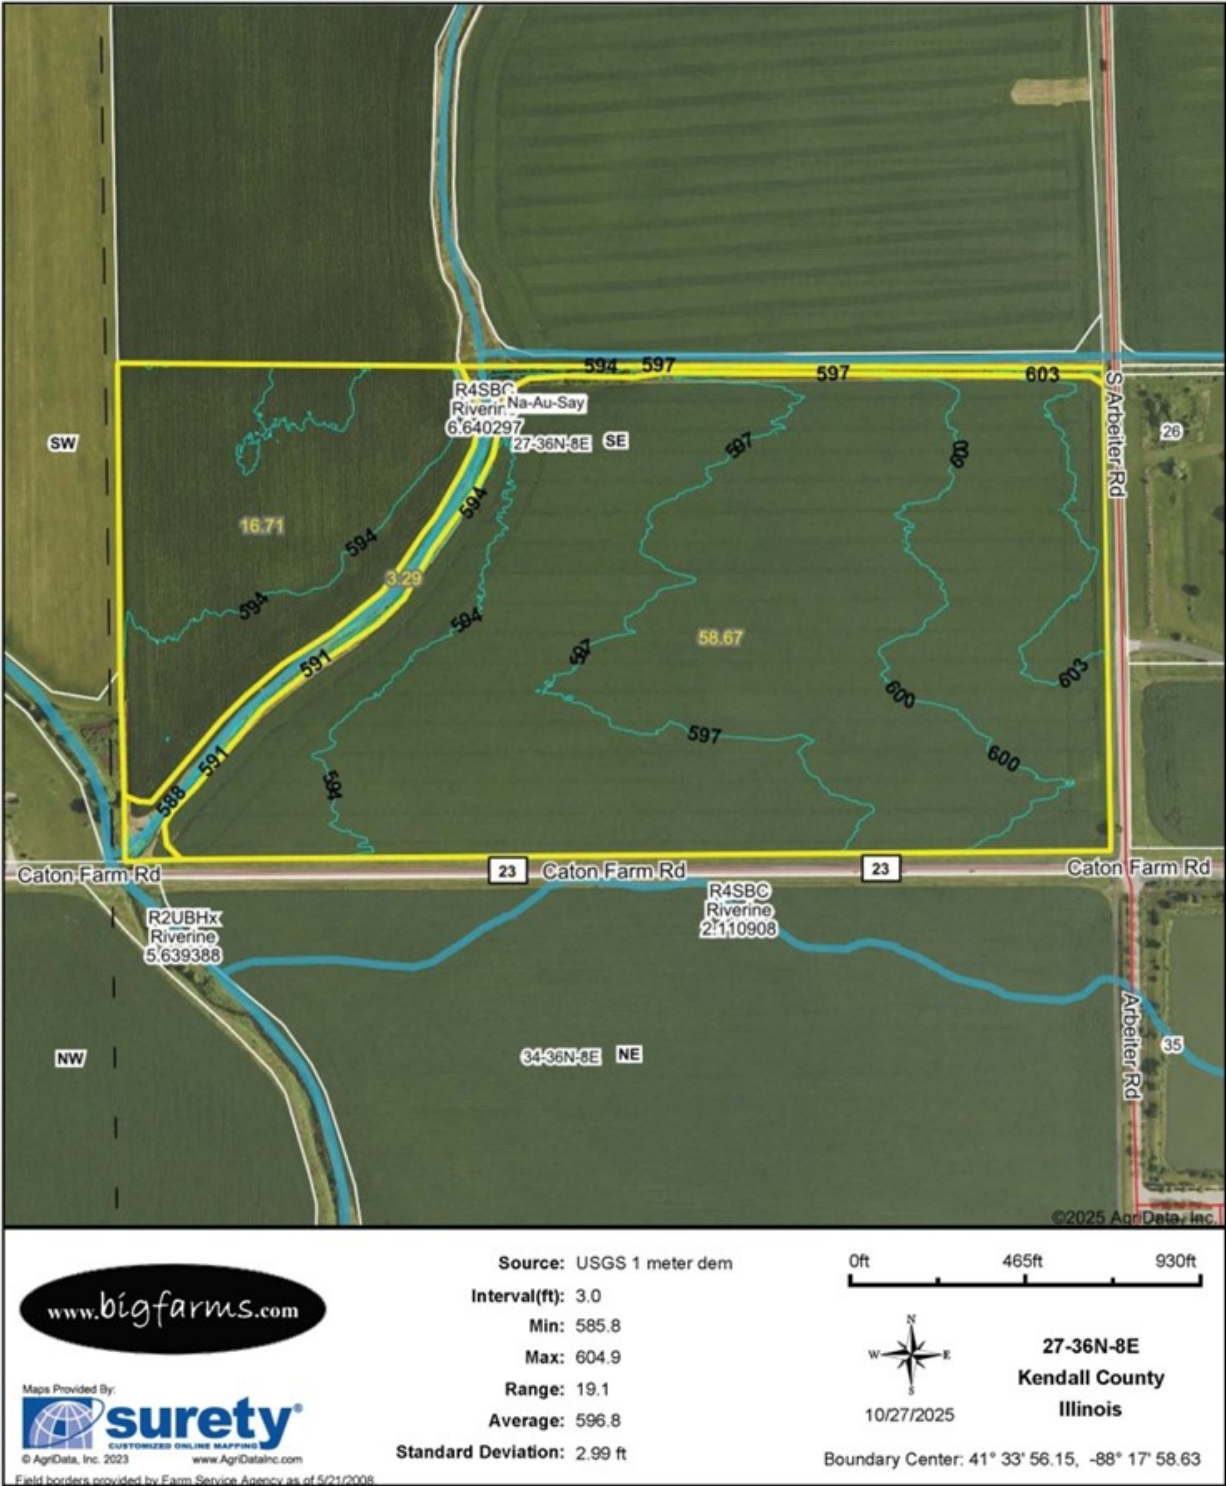 594
597
597
603
S Arbeiter Rd
R4SBC
Riverin
6.640297
Na-Au-Say
27-36N-8E
SE
SW
26
597
603
594
16.71
594
3.29
594
594
58.67
597
591
603
600
597
600
591
594
588
Caton Farm Rd
23
Caton Farm Rd
23
Caton Farm Rd
R4SBC
Riverine
2.110908
R2UBHx
Riverine
5.639388
NW
34-36N-8E
NE
Arbeiter Rd
35
©2025 AgriData, Inc.
www.bigfarms.com
Maps Provided By:
surety®
CUSTOMIZED ONLINE MAPPING
© AgriData, Inc. 2023
www.AgriDataInc.com
Field borders provided by Farm Service Agency as of 5/21/2008.
Source: USGS 1 meter dem
Interval(ft): 3.0
Min: 585.8
Max: 604.9
Range: 19.1
Average: 596.8
Standard Deviation: 2.99 ft
0ft 465ft 930ft
N
W E
S
10/27/2025
27-36N-8E
Kendall County
Illinois
Boundary Center: 41° 33' 56.15, -88° 17' 58.63